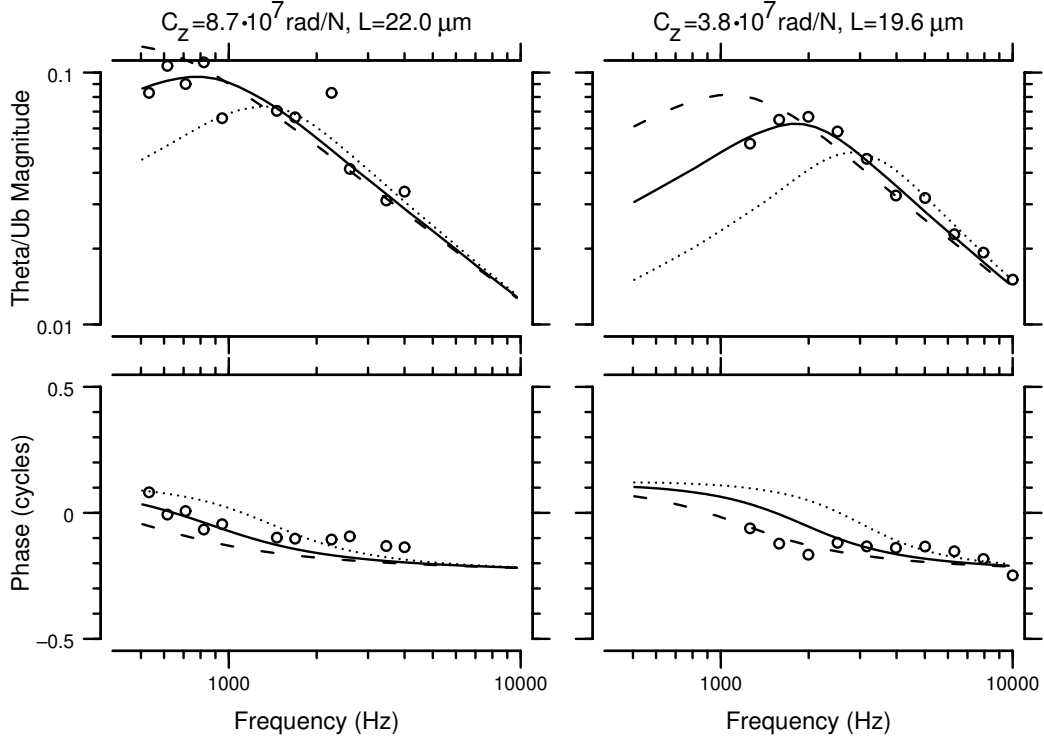 C_z=8.7•10^7 rad/N, L=22.0 μm
C_z=3.8•10^7 rad/N, L=19.6 μm
Theta/Ub Magnitude
0.1
0.01
Phase (cycles)
0.5
0
–0.5
1000
10000
1000
10000
Frequency (Hz)
Frequency (Hz)